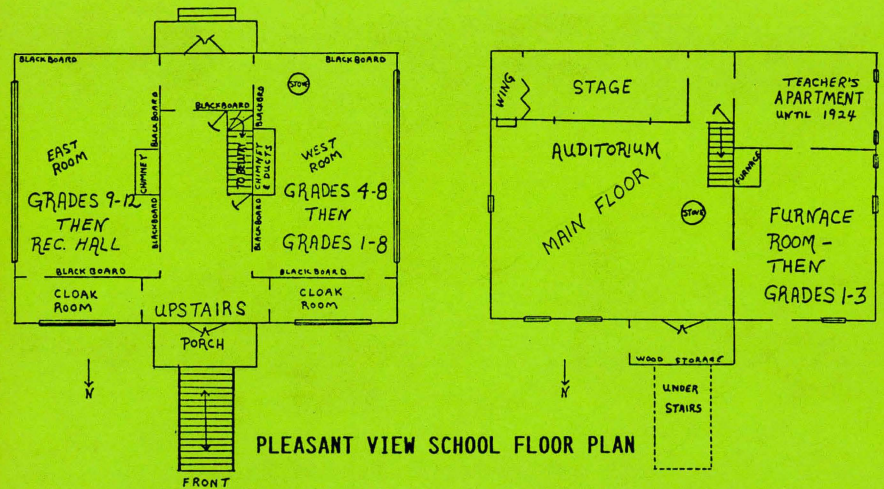 BLACKBOARD
BLACKBOARD
STOVE
BLACKBOARD
BLACKBOARD
BLACKBRD
EAST
ROOM
CHIMNEY
TO BELFRY
CHIMNEY
& DUCTS
WEST
ROOM
GRADES 9-12
THEN
REC. HALL
GRADES 4-8
THEN
GRADES 1-8
BLACKBOARD
BLACKBOARD
BLACKBOARD
BLACKBOARD
CLOAK
ROOM
UPSTAIRS
CLOAK
ROOM
PORCH
N
FRONT
WING
STAGE
TEACHER'S
APARTMENT
UNTIL 1924
AUDITORIUM
MAIN FLOOR
FURNACE
STOVE
FURNACE
ROOM -
THEN
GRADES 1-3
WOOD STORAGE
UNDER
STAIRS
N
PLEASANT VIEW SCHOOL FLOOR PLAN